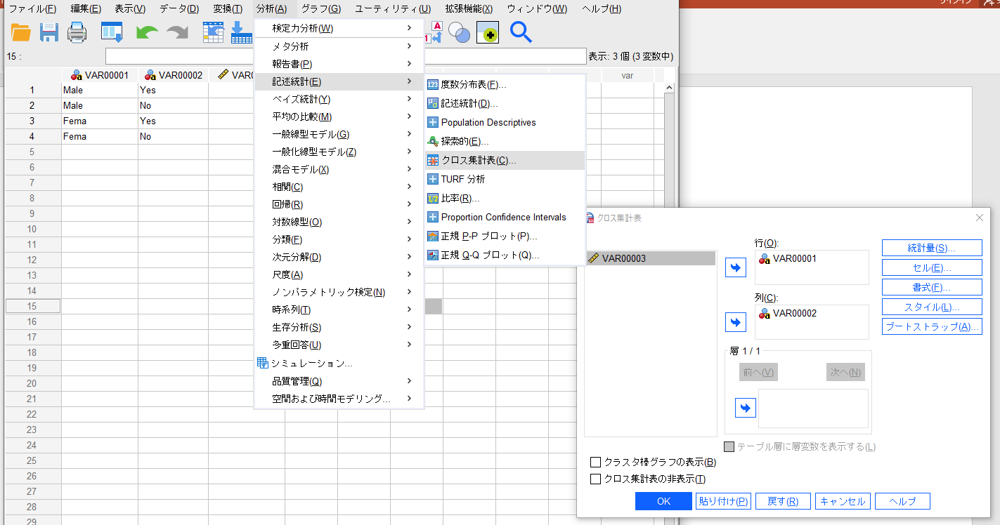 ファイル(F) 編集(E) 表示(V) データ(D) 変換(T) 分析(A) グラフ(G) ユーティリティ(U) 拡張機能(X) ウィンドウ(W) ヘルプ(H)
サインイン
15 :
表示: 3 個 (3 変数中)
VAR00001 VAR00002 var
1 Male Yes
2 Male No
3 Fema Yes
4 Fema No
5
6
7
8
9
10
11
12
13
14
15
16
17
18
19
20
21
22
23
24
25
26
27
28
29
検定力分析(W)
メタ分析
報告書(P)
記述統計(E)
ベイズ統計(Y)
平均の比較(M)
一般線型モデル(G)
一般化線型モデル(Z)
混合モデル(X)
相関(C)
回帰(R)
対数線型(O)
分類(F)
次元分解(D)
尺度(A)
ノンパラメトリック検定(N)
時系列(T)
生存分析(S)
多重回答(U)
シミュレーション...
品質管理(Q)
空間および時間モデリング...
度数分布表(F)...
記述統計(D)...
Population Descriptives
探索的(E)...
クロス集計表(C)...
TURF 分析
比率(R)...
Proportion Confidence Intervals
正規 P-P プロット(P)...
正規 Q-Q プロット(Q)...
クロス集計表
VAR00003
行(O):
VAR00001
列(C):
VAR00002
層 1 / 1
前へ(V) 次へ(N)
テーブル層に層変数を表示する(L)
統計量(S)...
セル(E)...
書式(F)...
スタイル(L)...
ブートストラップ(A)...
クラスタ棒グラフの表示(B)
クロス集計表の非表示(T)
OK 貼り付け(P) 戻す(R) キャンセル ヘルプ